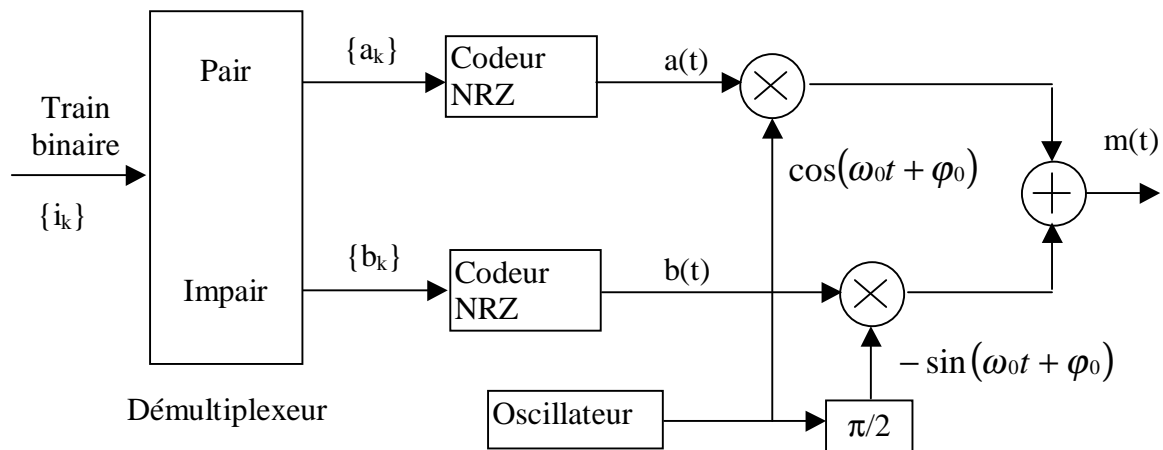 Train
binaire
{iₖ}
Pair
Impair
Démultiplexeur
{aₖ}
Codeur
NRZ
a(t)
cos(ω₀t + φ₀)
{bₖ}
Codeur
NRZ
b(t)
− sin(ω₀t + φ₀)
Oscillateur
π/2
m(t)